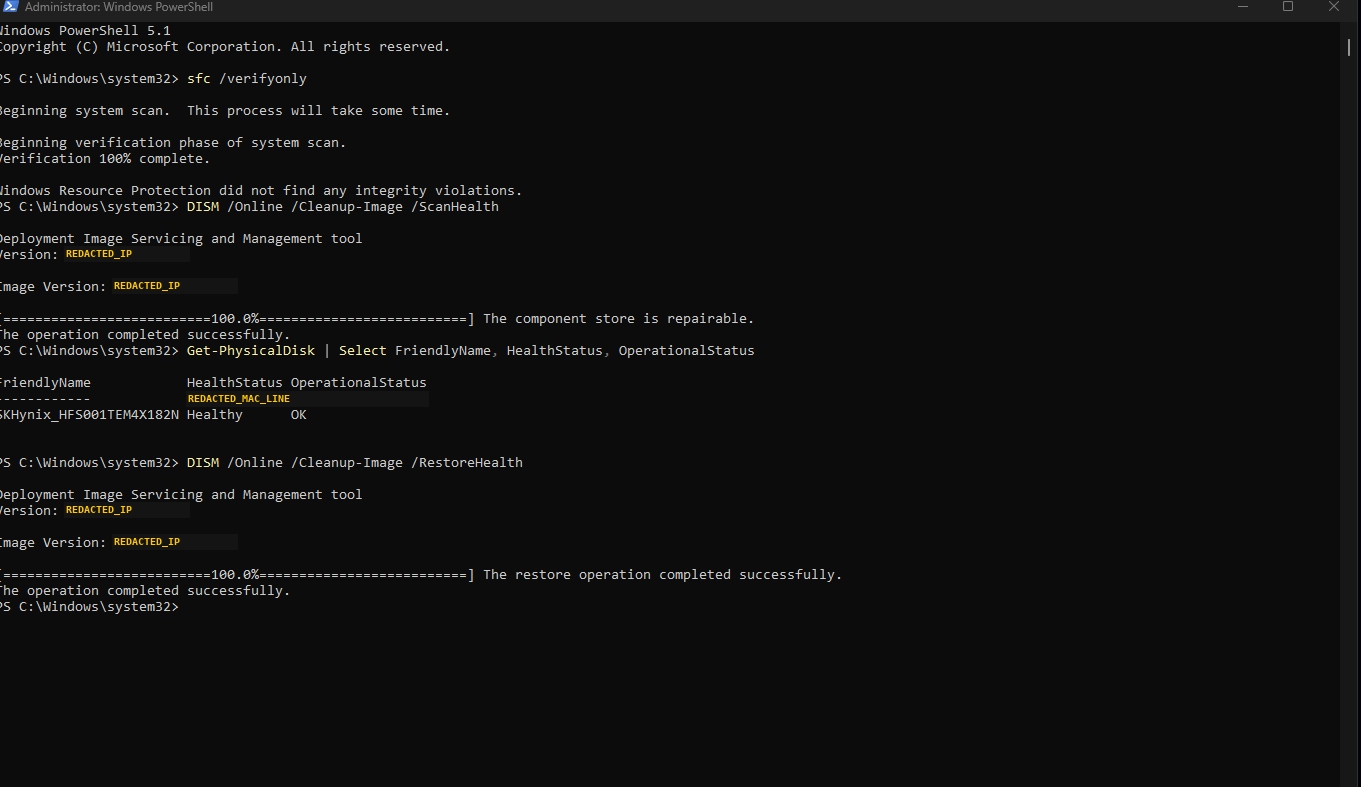 Administrator: Windows PowerShell
Windows PowerShell 5.1
Copyright (C) Microsoft Corporation. All rights reserved.
PS C:\Windows\system32> sfc /verifyonly
Beginning system scan.  This process will take some time.
Beginning verification phase of system scan.
Verification 100% complete.
Windows Resource Protection did not find any integrity violations.
PS C:\Windows\system32> DISM /Online /Cleanup-Image /ScanHealth
Deployment Image Servicing and Management tool
Version: REDACTED_IP
Image Version: REDACTED_IP
[==========================100.0%==========================] The component store is repairable.
The operation completed successfully.
PS C:\Windows\system32> Get-PhysicalDisk | Select FriendlyName, HealthStatus, OperationalStatus
FriendlyName            HealthStatus OperationalStatus
------------            REDACTED_MAC_LINE
SKHynix_HFS001TEM4X182N Healthy      OK
PS C:\Windows\system32> DISM /Online /Cleanup-Image /RestoreHealth
Deployment Image Servicing and Management tool
Version: REDACTED_IP
Image Version: REDACTED_IP
[==========================100.0%==========================] The restore operation completed successfully.
The operation completed successfully.
PS C:\Windows\system32>